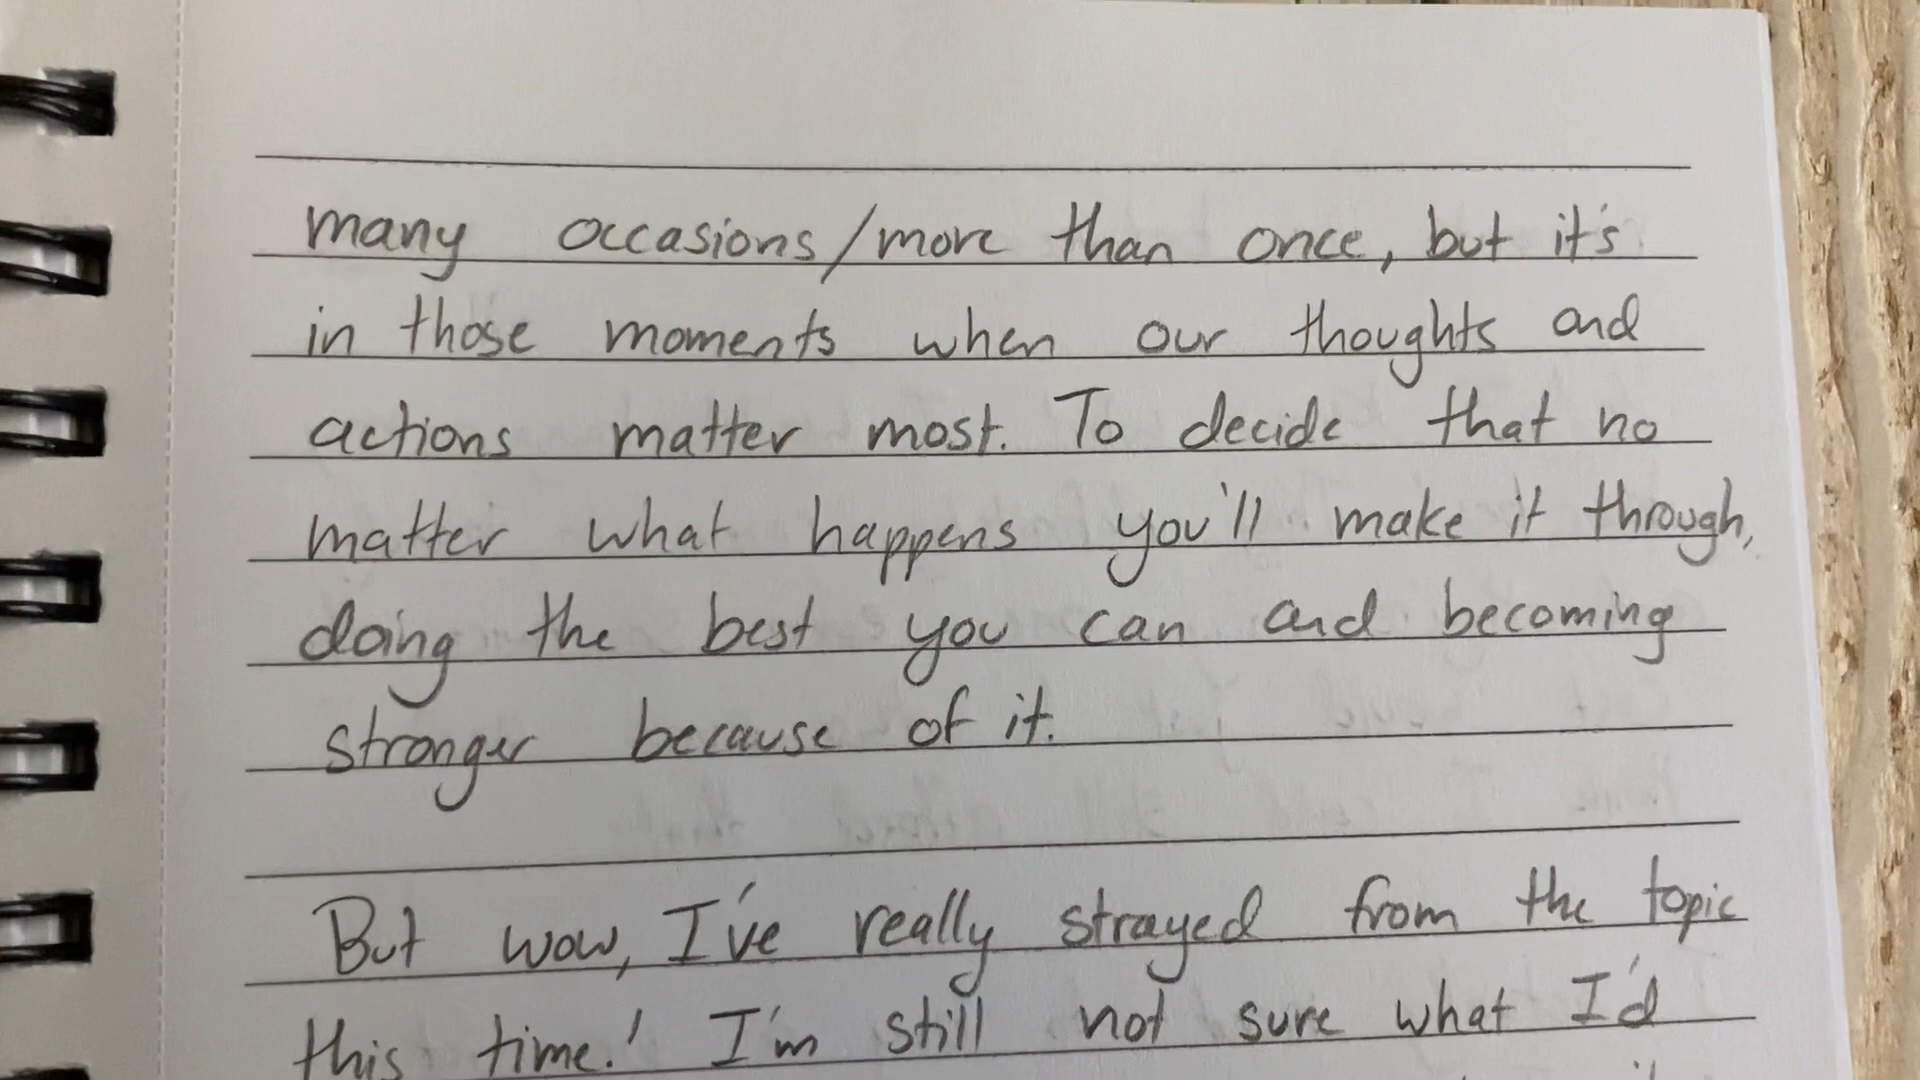 many occasions/more than once, but it's
in those moments when our thoughts and
actions matter most. To decide that no
matter what happens you'll make it through,
doing the best you can and becoming
stronger because of it.
But wow, I've really strayed from the topic
this time! I'm still not sure what I'd